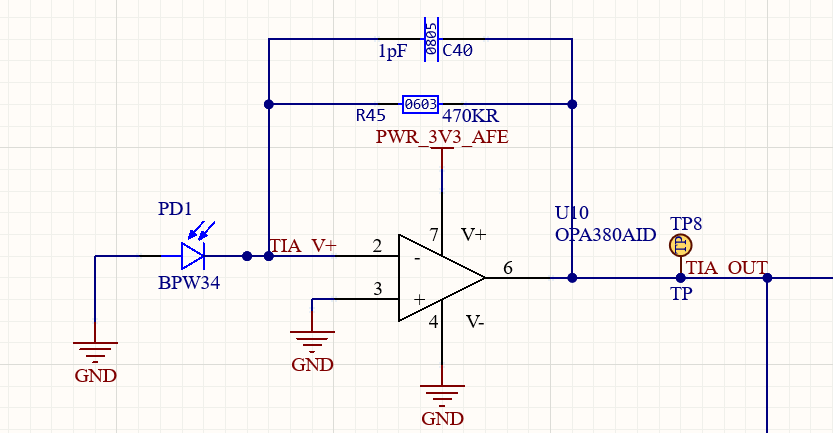 1pF 0805 C40
R45 0603 470KR
PWR_3V3_AFE
PD1
U10
TP8
7 V+
OPA380AID
TP
TIA_V+ 2
-
6
TIA_OUT
BPW34
3
+
TP
4 V-
GND
GND
GND